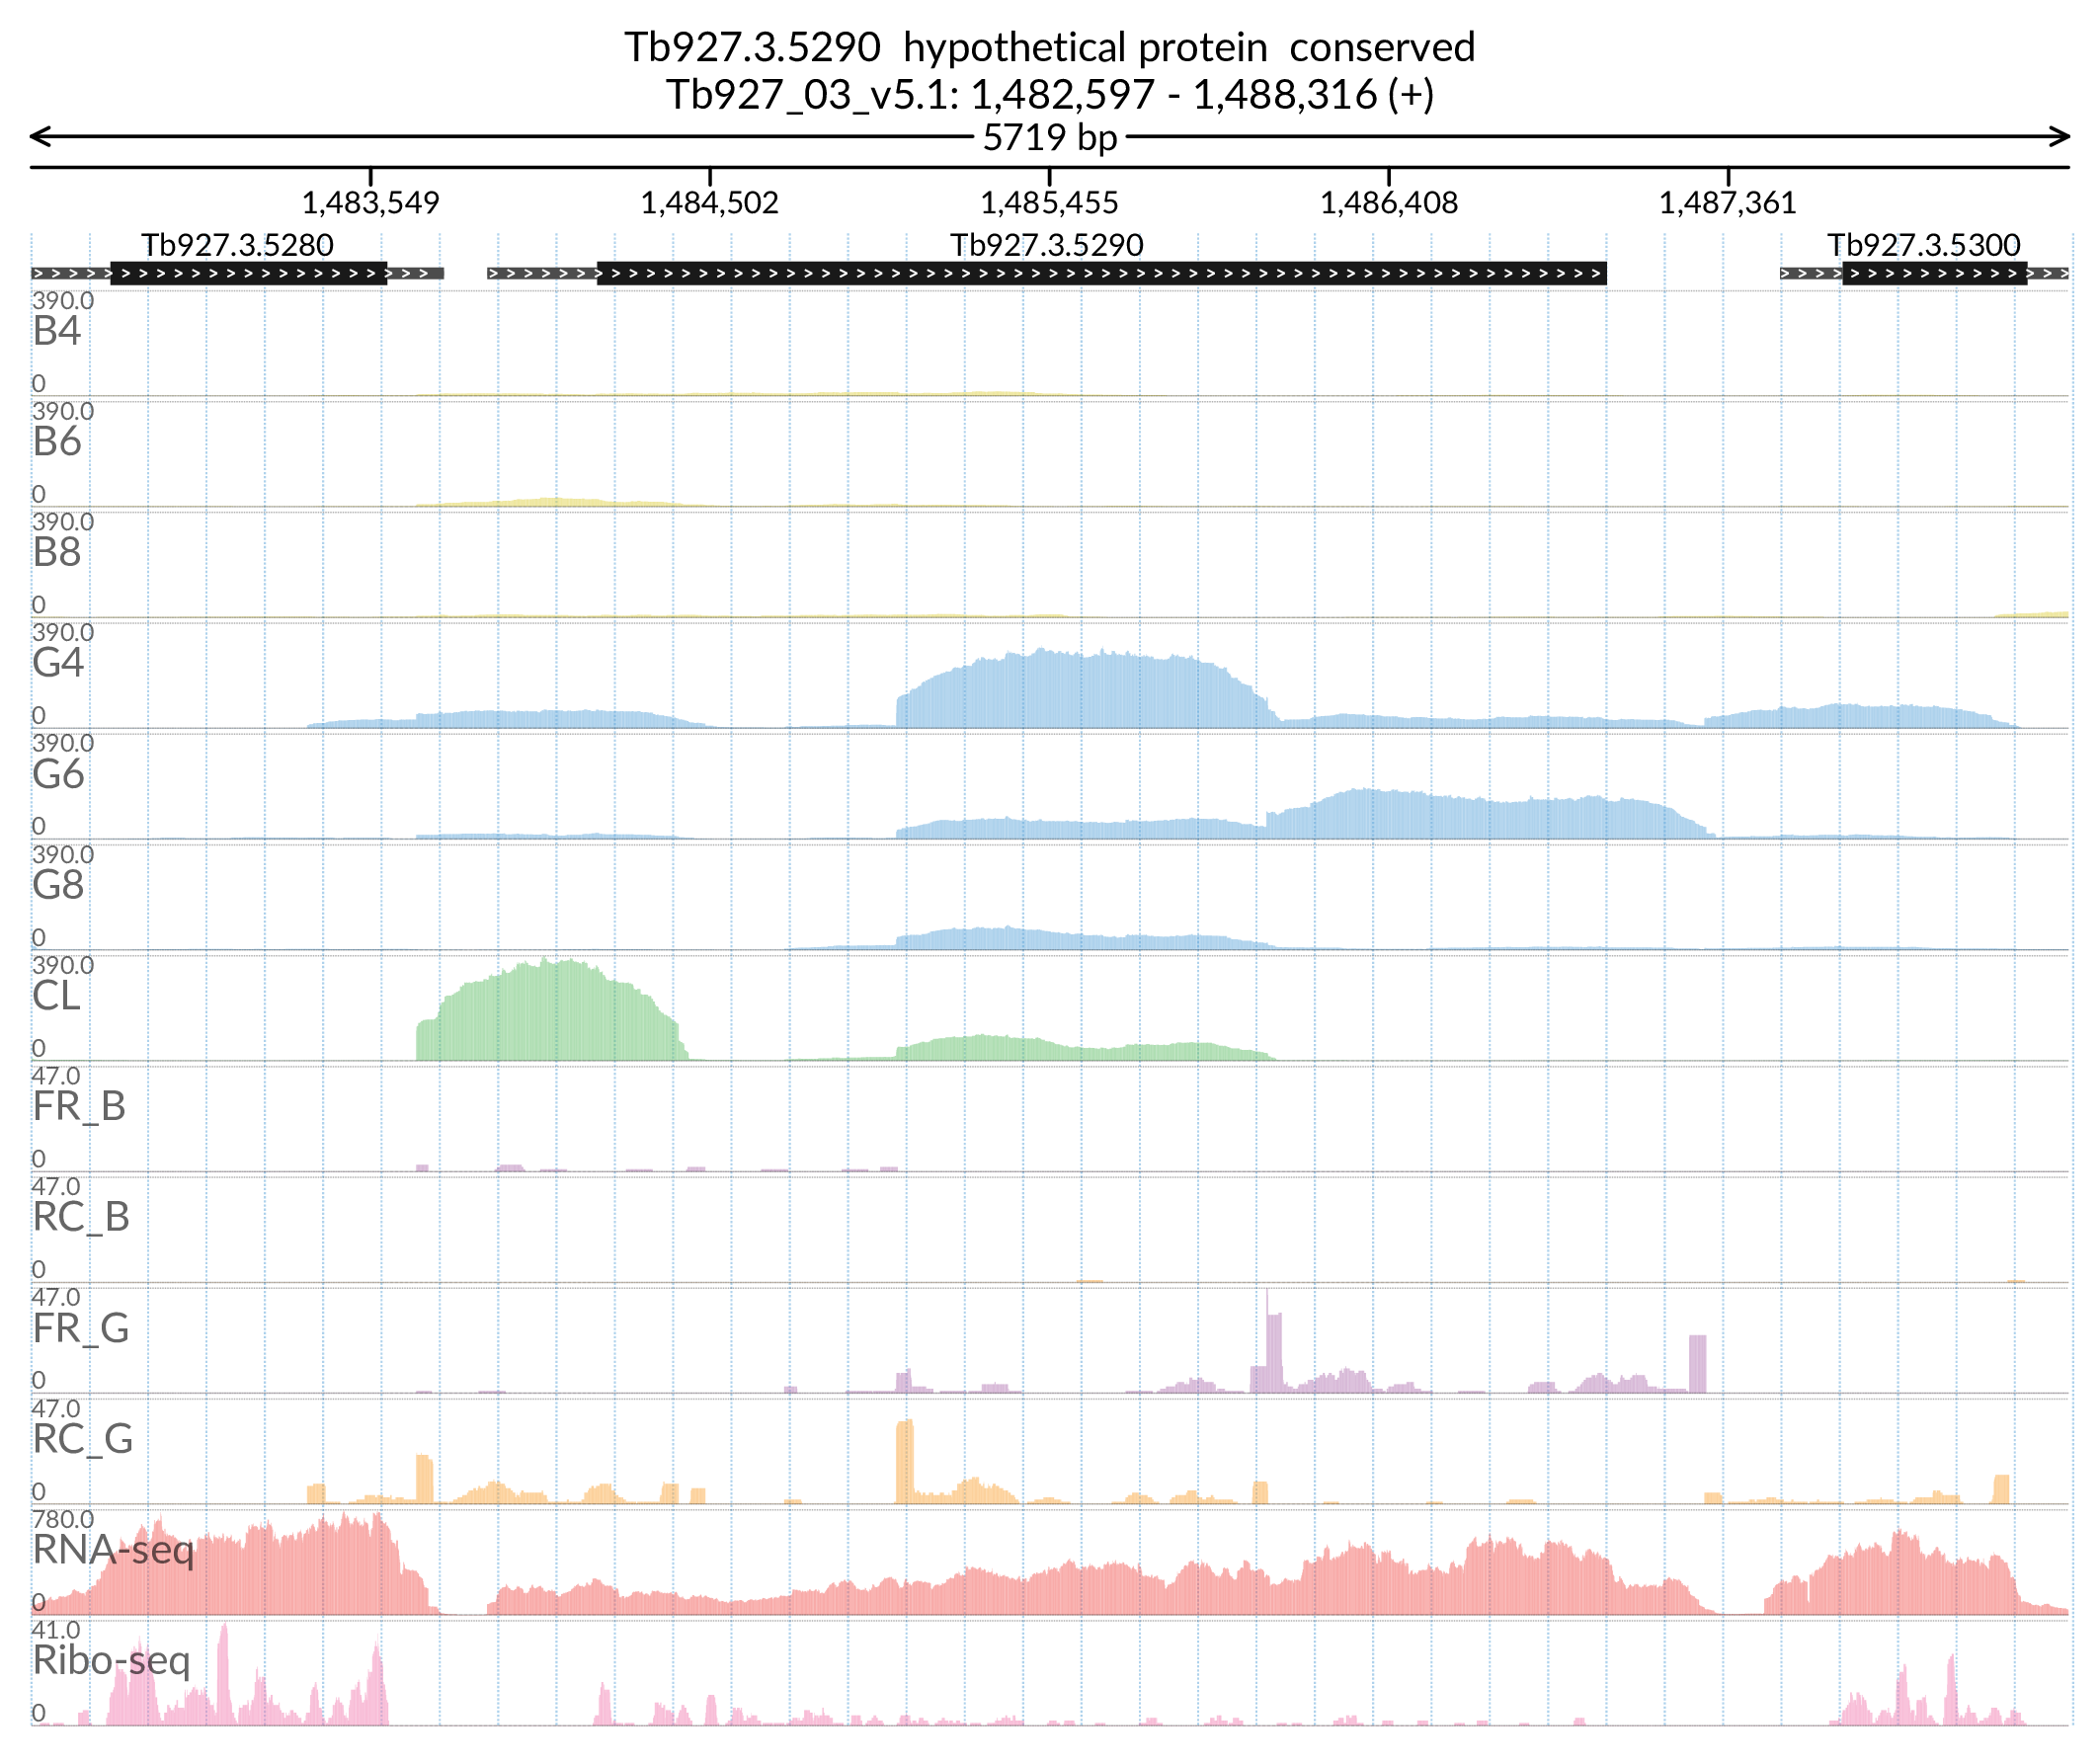 Tb927.3.5290 hypothetical protein conserved
Tb927_03_v5.1: 1,482,597 - 1,488,316 (+)
5719 bp
1,483,549 1,484,502 1,485,455 1,486,408 1,487,361
Tb927.3.5280 Tb927.3.5290 Tb927.3.5300
390.0
B4
0
390.0
B6
0
390.0
B8
0
390.0
G4
0
390.0
G6
0
390.0
G8
0
390.0
CL
0
47.0
FR_B
0
47.0
RC_B
0
47.0
FR_G
0
47.0
RC_G
0
780.0
RNA-seq
0
41.0
Ribo-seq
0